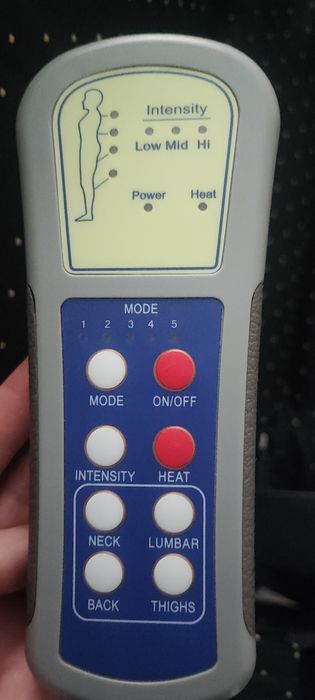 Intensity
Low Mid Hi
Power Heat
MODE
1 2 3 4 5
MODE ON/OFF
INTENSITY HEAT
NECK LUMBAR
BACK THIGHS